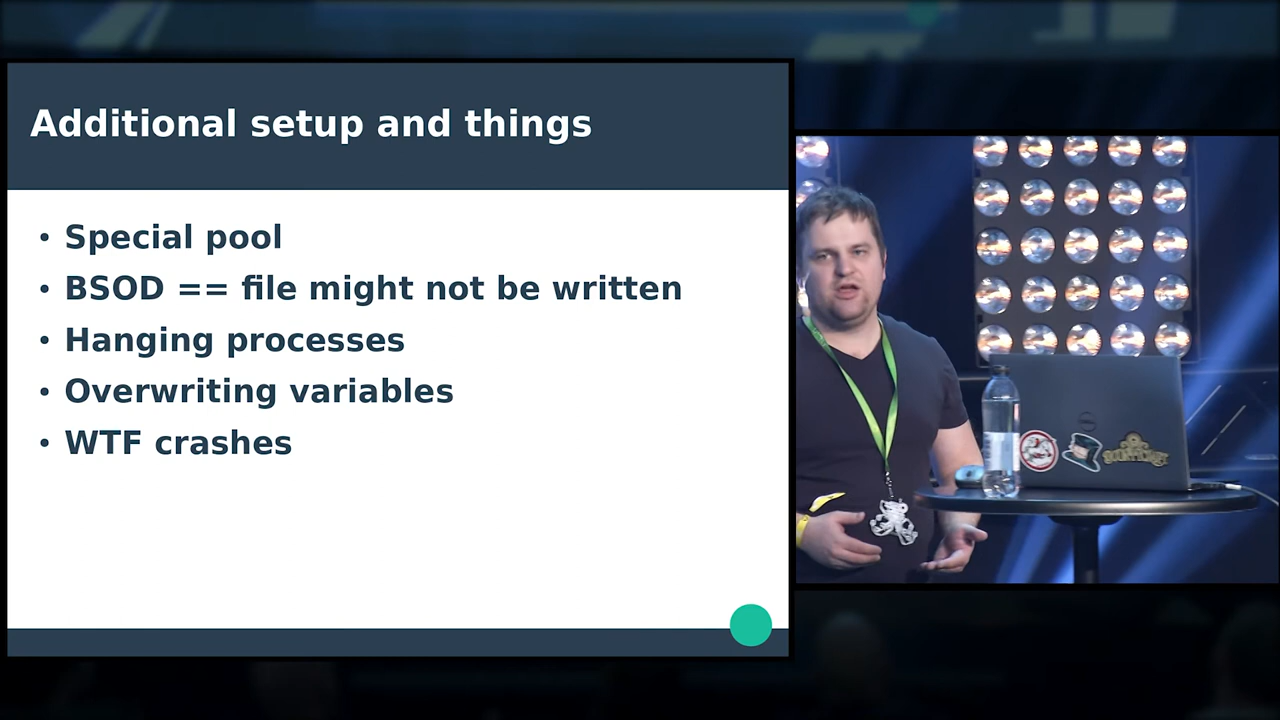 Additional setup and things
• Special pool
• BSOD == file might not be written
• Hanging processes
• Overwriting variables
• WTF crashes